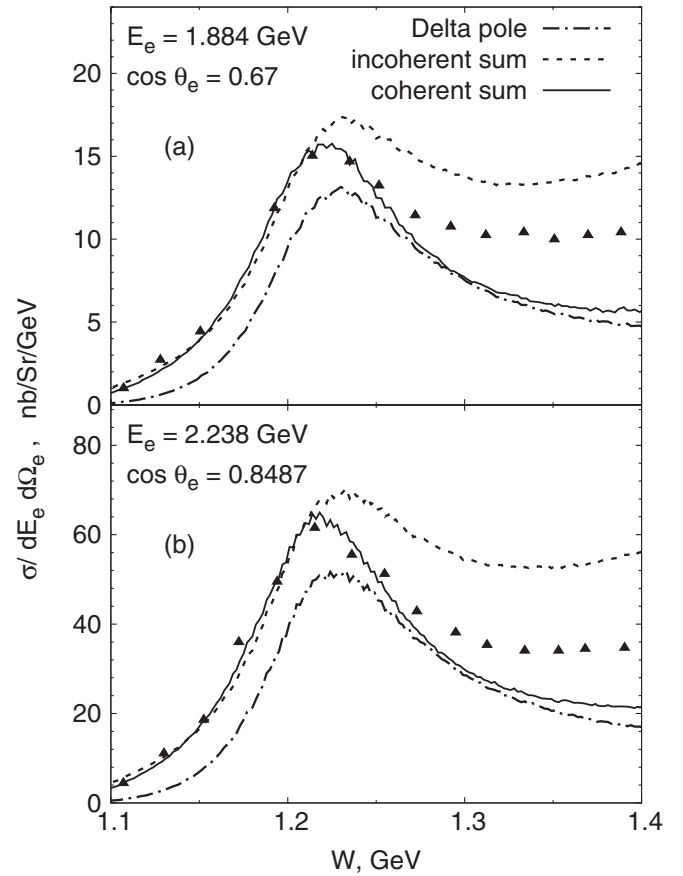 E_e = 1.884 GeV
cos θ_e = 0.67
Delta pole
incoherent sum
coherent sum
(a)
20
15
10
5
0
σ/ dE_e dΩ_e , nb/Sr/GeV
E_e = 2.238 GeV
cos θ_e = 0.8487
(b)
80
60
40
20
0
1.1 1.2 1.3 1.4
W, GeV